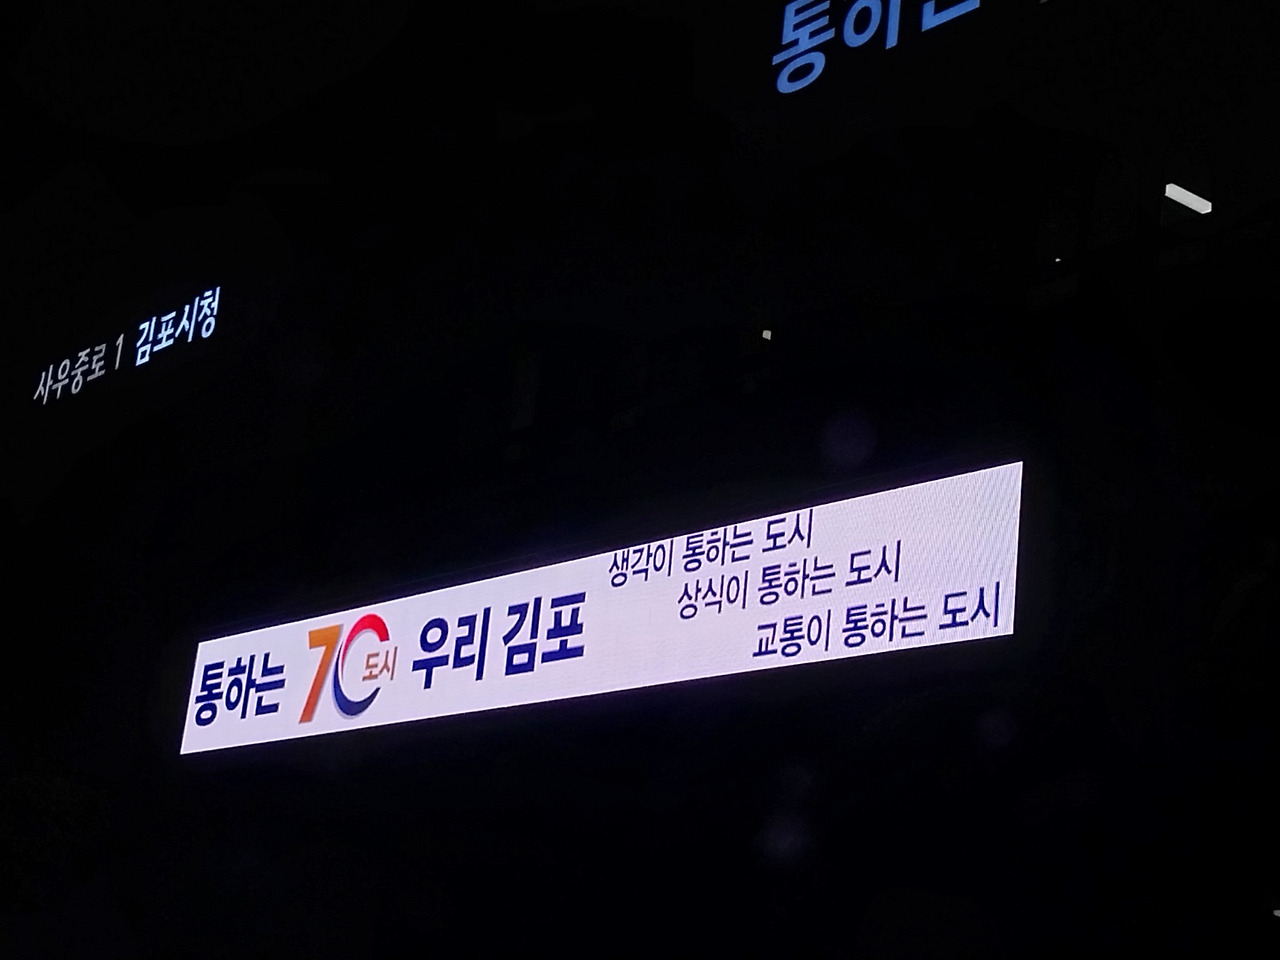 통하는
사우중로 1 김포시청
통하는 70 도시 우리 김포
생각이 통하는 도시
상식이 통하는 도시
교통이 통하는 도시